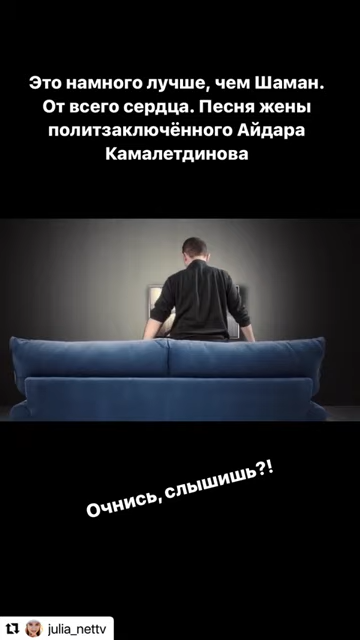 Это намного лучше, чем Шаман.
От всего сердца. Песня жены
политзаключённого Айдара
Камалетдинова
Очнись, слышишь?!
julia_nettv